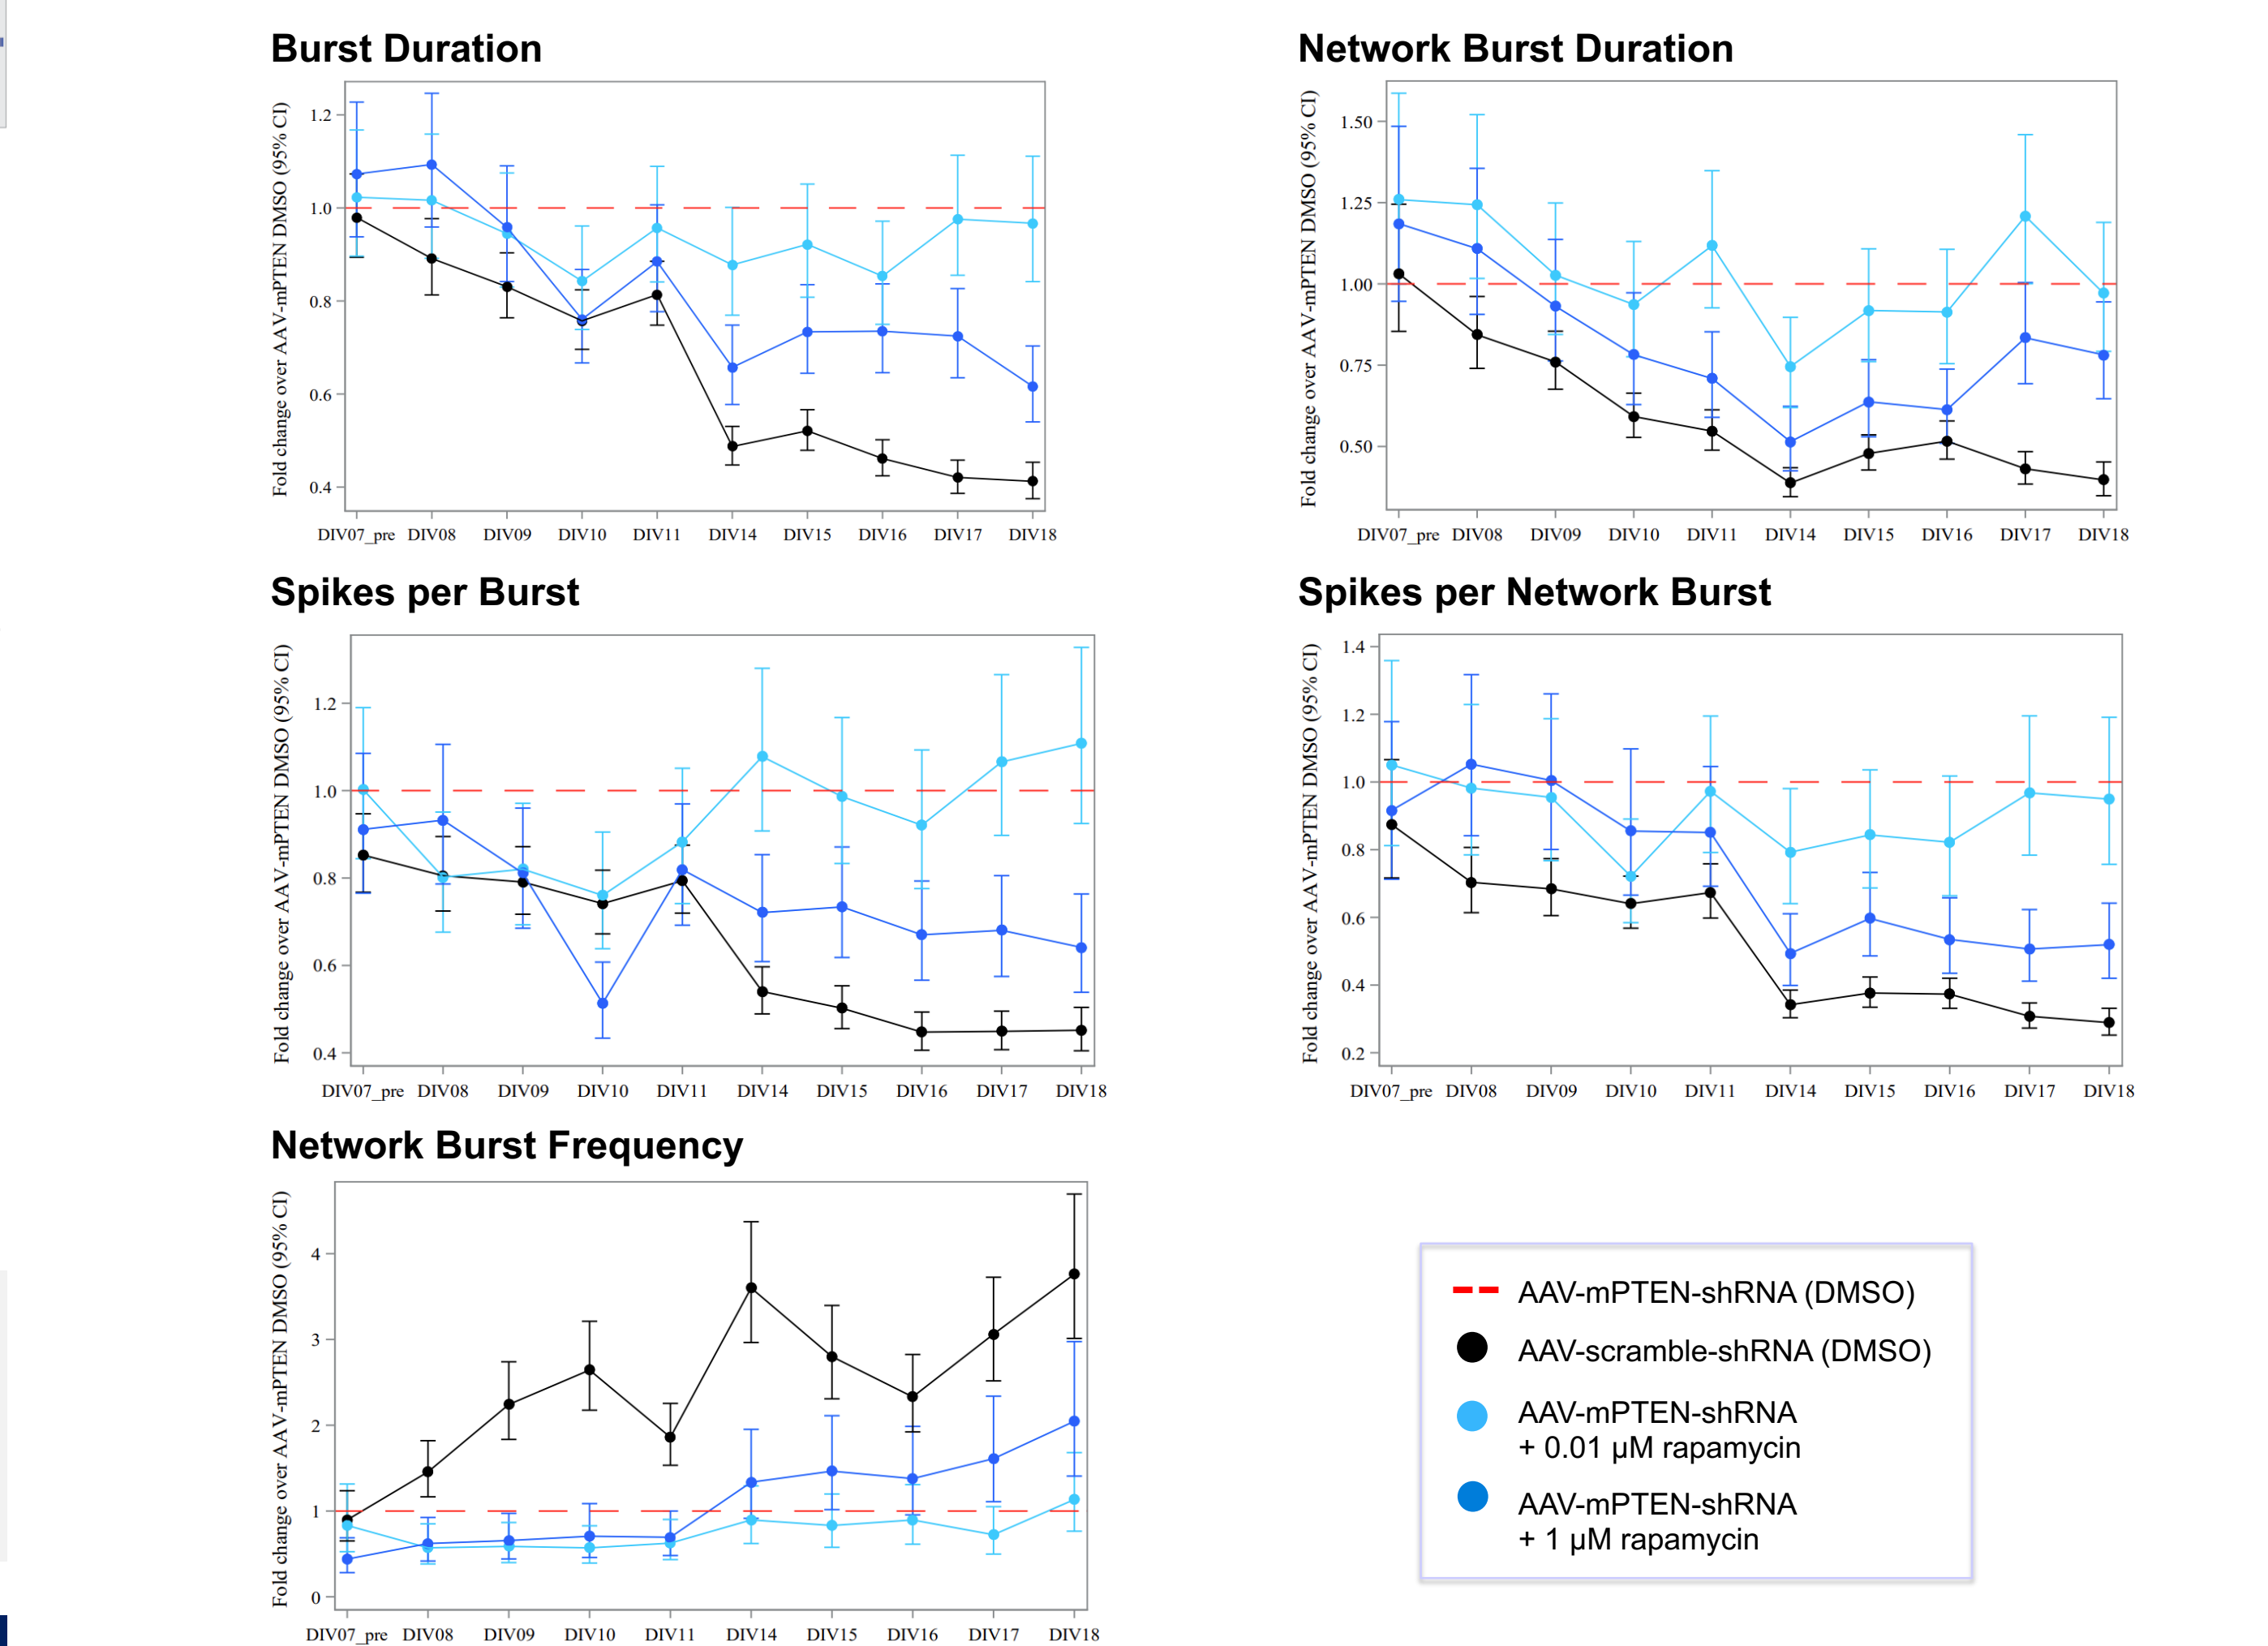 Burst Duration
Fold change over AAV-mPTEN DMSO (95% CI)
1.2
1.0
0.8
0.6
0.4
DIV07_pre DIV08 DIV09 DIV10 DIV11 DIV14 DIV15 DIV16 DIV17 DIV18
Network Burst Duration
Fold change over AAV-mPTEN DMSO (95% CI)
1.50
1.25
1.00
0.75
0.50
DIV07_pre DIV08 DIV09 DIV10 DIV11 DIV14 DIV15 DIV16 DIV17 DIV18
Spikes per Burst
Fold change over AAV-mPTEN DMSO (95% CI)
1.2
1.0
0.8
0.6
0.4
DIV07_pre DIV08 DIV09 DIV10 DIV11 DIV14 DIV15 DIV16 DIV17 DIV18
Spikes per Network Burst
Fold change over AAV-mPTEN DMSO (95% CI)
1.4
1.2
1.0
0.8
0.6
0.4
0.2
DIV07_pre DIV08 DIV09 DIV10 DIV11 DIV14 DIV15 DIV16 DIV17 DIV18
Network Burst Frequency
Fold change over AAV-mPTEN DMSO (95% CI)
4
3
2
1
0
DIV07_pre DIV08 DIV09 DIV10 DIV11 DIV14 DIV15 DIV16 DIV17 DIV18
AAV-mPTEN-shRNA (DMSO)
AAV-scramble-shRNA (DMSO)
AAV-mPTEN-shRNA
+ 0.01 µM rapamycin
AAV-mPTEN-shRNA
+ 1 µM rapamycin